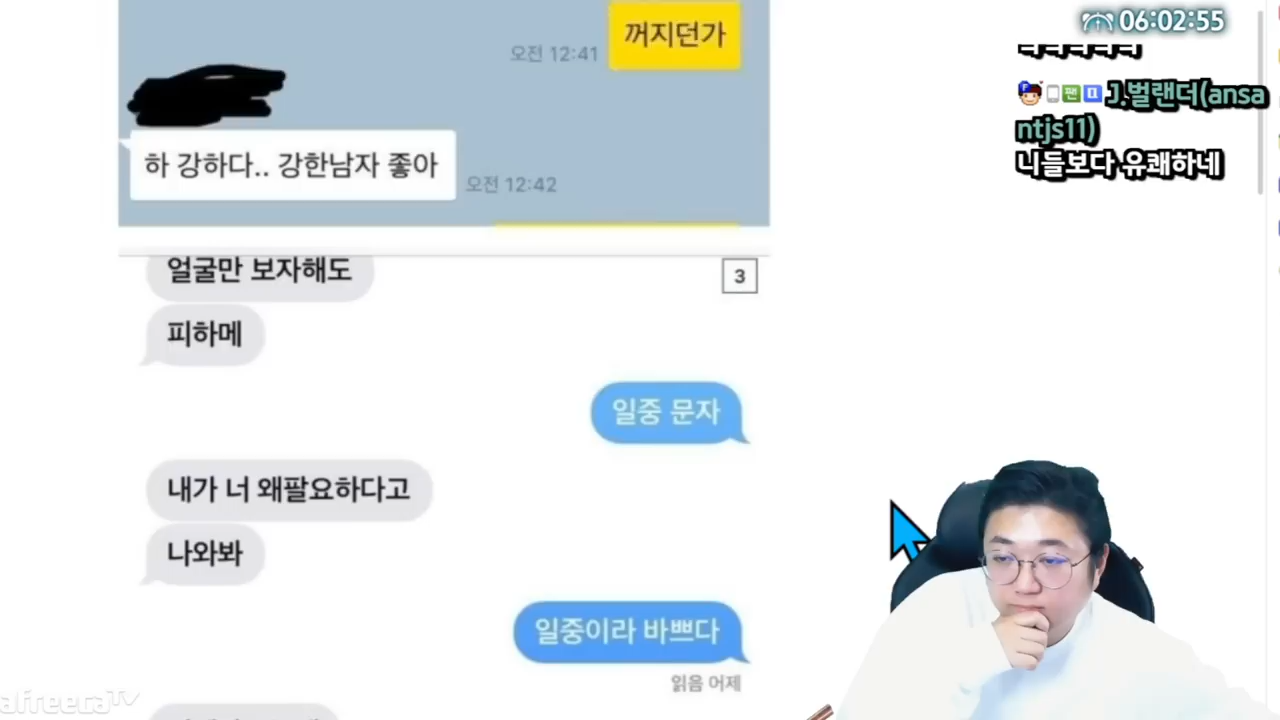 06:02:55
꺼지던가
오전 12:41
하 강하다.. 강한남자 좋아
오전 12:42
얼굴만 보자해도
3
피하메
일중 문자
내가 너 왜팔요하다고
나와봐
일중이라 바쁘다
읽음 어제
ㅋㅋㅋㅋㅋ
팬
J.벌랜더(ansa
ntjs11)
니들보다 유쾌하네
afreecaTV